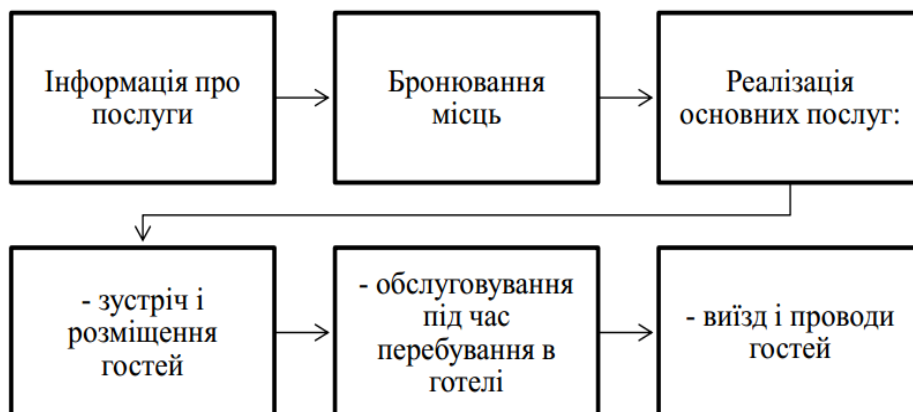 Інформація про
послуги
Бронювання
місць
Реалізація
основних послуг:
- зустріч і
розміщення
гостей
- обслуговування
під час
перебування в
готелі
- виїзд і проводи
гостей